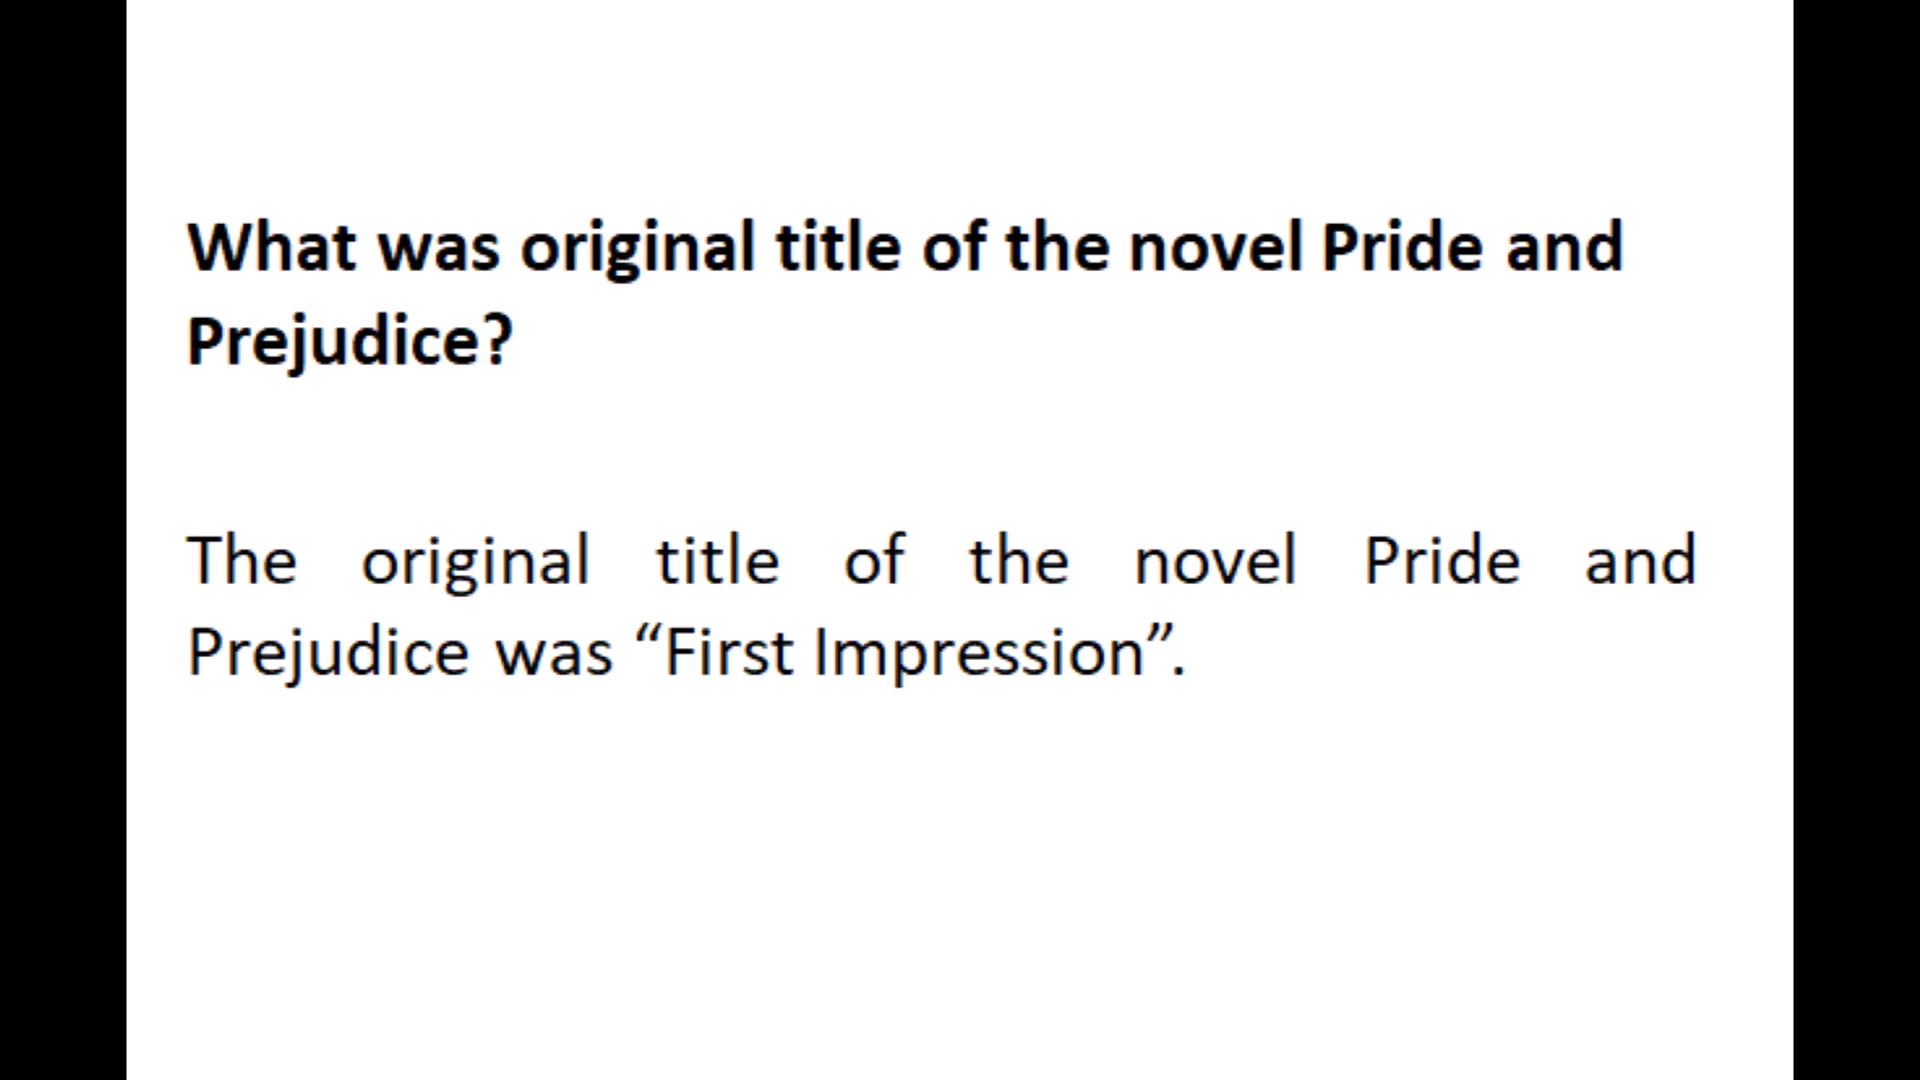 What was original title of the novel Pride and
Prejudice?
The original title of the novel Pride and
Prejudice was “First Impression”.